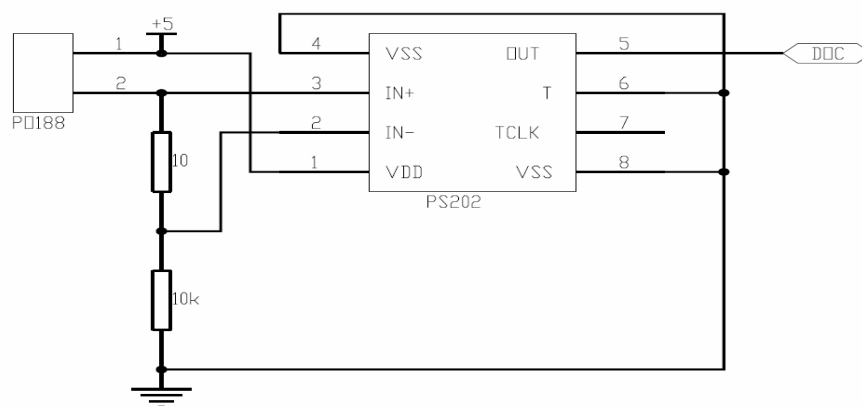 +5
1
2
PO188
10
10k
4
VSS
OUT
5
DOC
3
IN+
T
6
2
IN-
TCLK
7
1
VDD
VSS
8
PS202